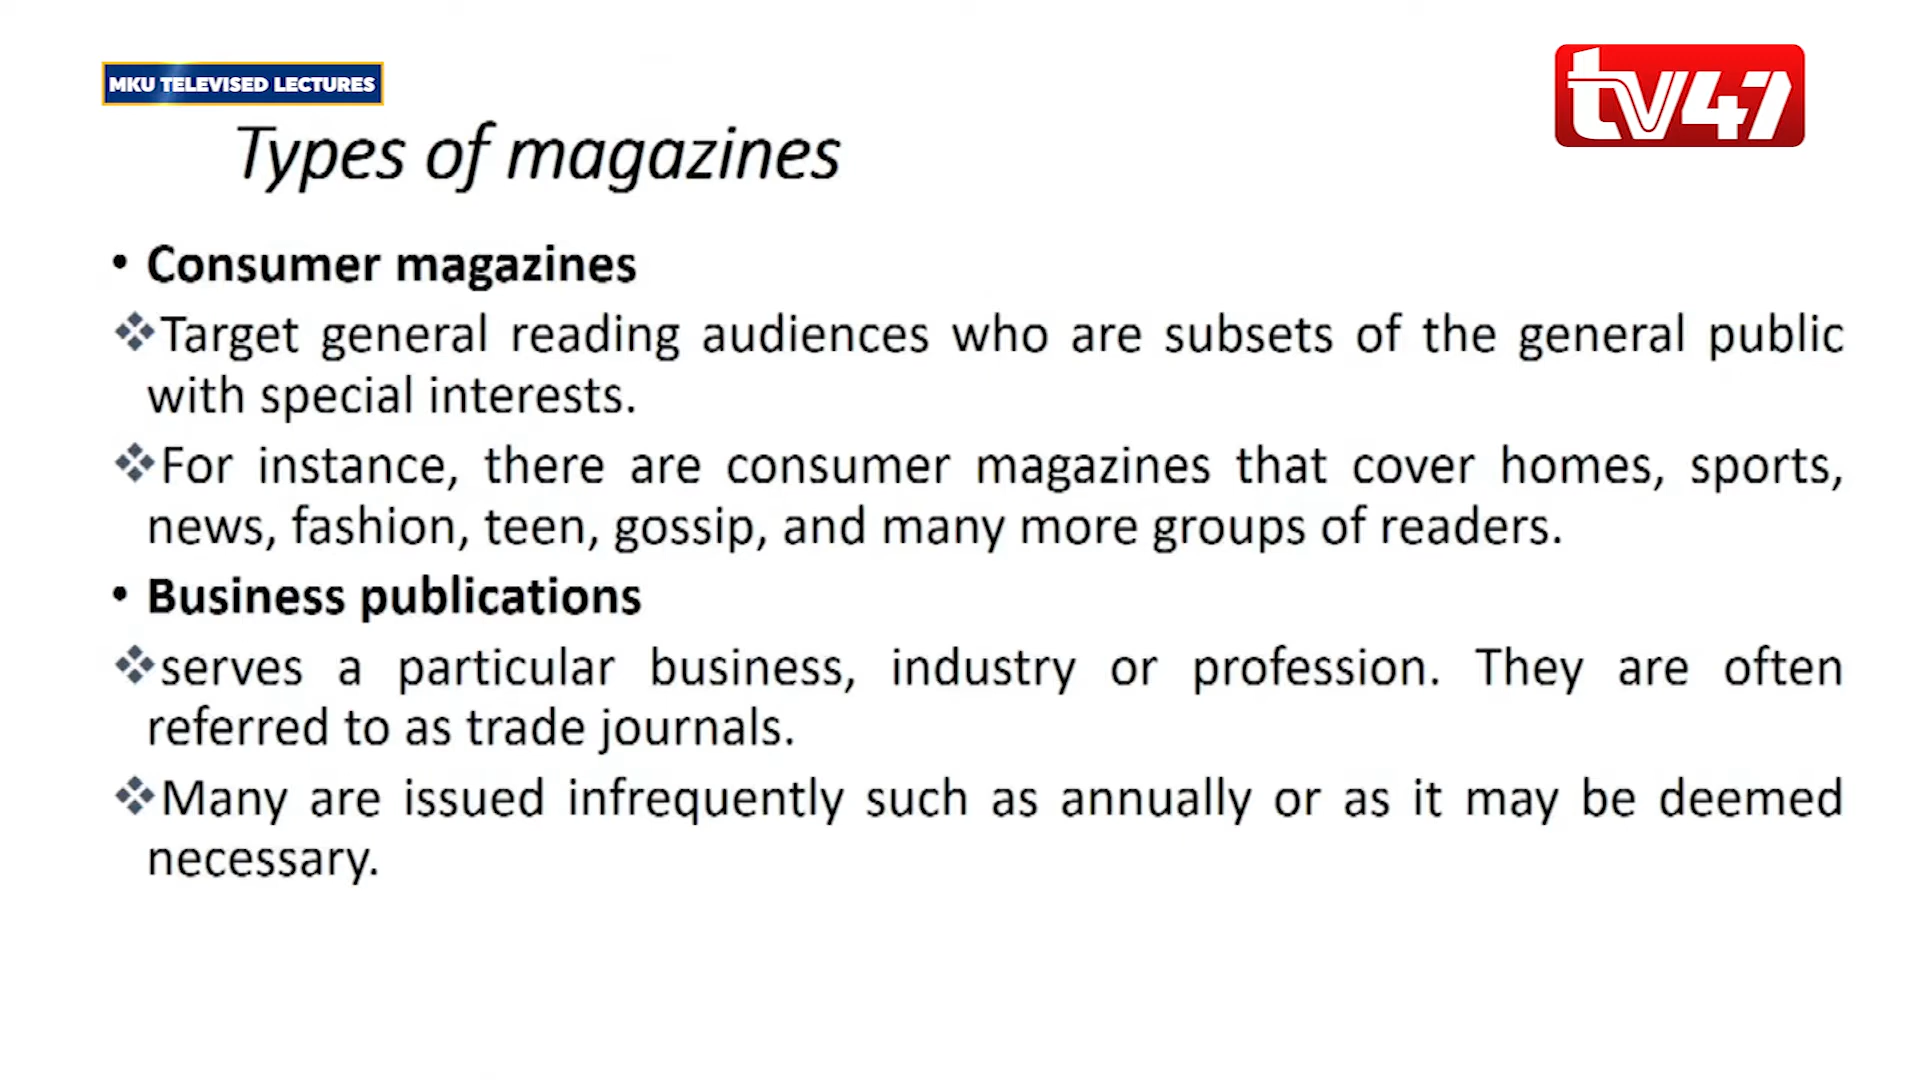 MKU TELEVISED LECTURES
tv47
Types of magazines
• Consumer magazines
❖Target general reading audiences who are subsets of the general public
with special interests.
❖For instance, there are consumer magazines that cover homes, sports,
news, fashion, teen, gossip, and many more groups of readers.
• Business publications
❖serves a particular business, industry or profession. They are often
referred to as trade journals.
❖Many are issued infrequently such as annually or as it may be deemed
necessary.